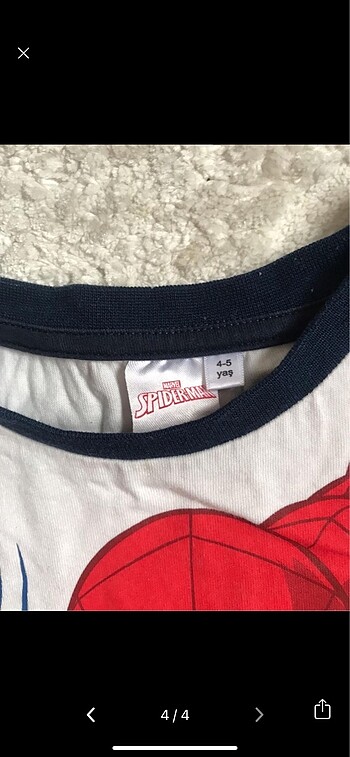 MARVEL
SPIDER-MAN
4-5
yaş
4 / 4